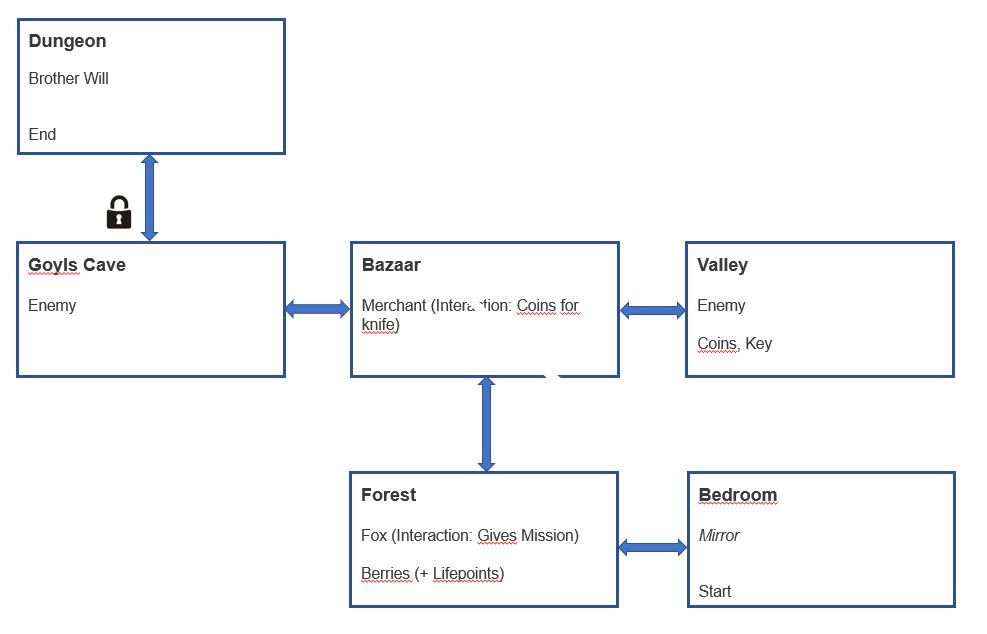 Dungeon
Brother Will
End
Goyls Cave
Enemy
Bazaar
Merchant (Interaction: Coins for
knife)
Valley
Enemy
Coins, Key
Forest
Fox (Interaction: Gives Mission)
Berries (+ Lifepoints)
Bedroom
Mirror
Start